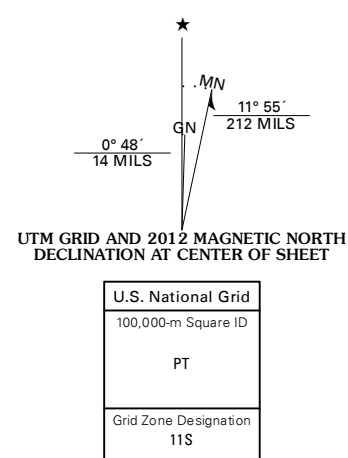 ★
MN
GN
11° 55´
212 MILS
0° 48´
14 MILS
UTM GRID AND 2012 MAGNETIC NORTH
DECLINATION AT CENTER OF SHEET
U.S. National Grid
100,000-m Square ID
PT
Grid Zone Designation
11S